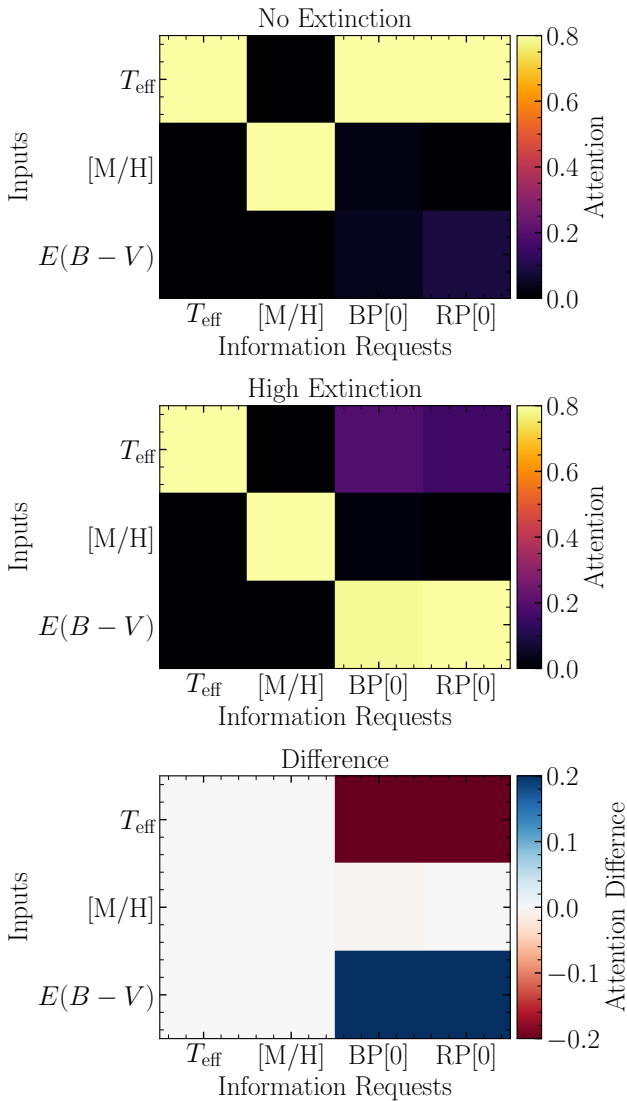 No Extinction
Inputs
T_eff
[M/H]
E(B − V)
T_eff [M/H] BP[0] RP[0]
Information Requests
0.8
0.6
0.4
0.2
0.0
Attention
High Extinction
Inputs
T_eff
[M/H]
E(B − V)
T_eff [M/H] BP[0] RP[0]
Information Requests
0.8
0.6
0.4
0.2
0.0
Attention
Difference
Inputs
T_eff
[M/H]
E(B − V)
T_eff [M/H] BP[0] RP[0]
Information Requests
0.2
0.1
0.0
−0.1
−0.2
Attention Differnce